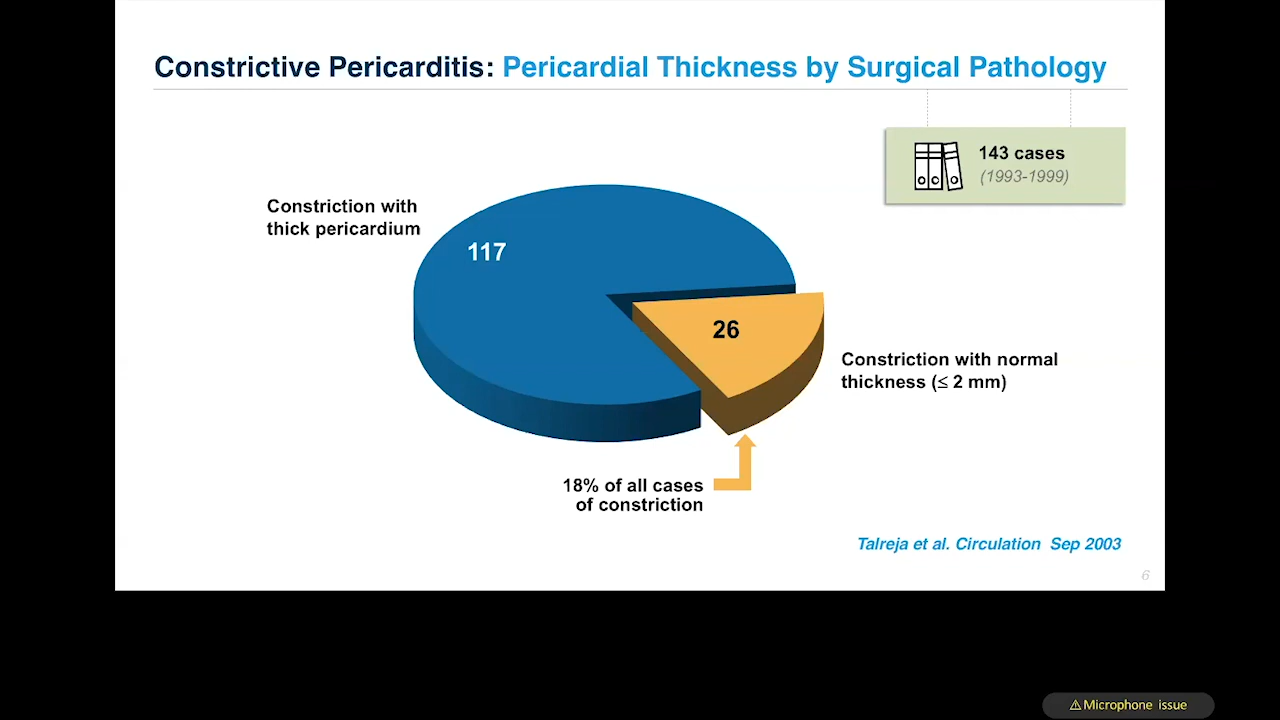 Constrictive Pericarditis: Pericardial Thickness by Surgical Pathology
143 cases
(1993-1999)
Constriction with
thick pericardium
117
26
Constriction with normal
thickness (≤ 2 mm)
18% of all cases
of constriction
Talreja et al. Circulation Sep 2003
6
⚠Microphone issue